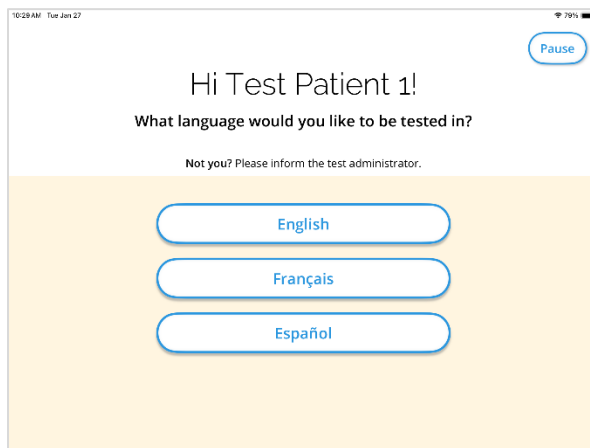 10:29 AM Tue Jan 27
79%
Pause
Hi Test Patient 1!
What language would you like to be tested in?
Not you? Please inform the test administrator.
English
Français
Español